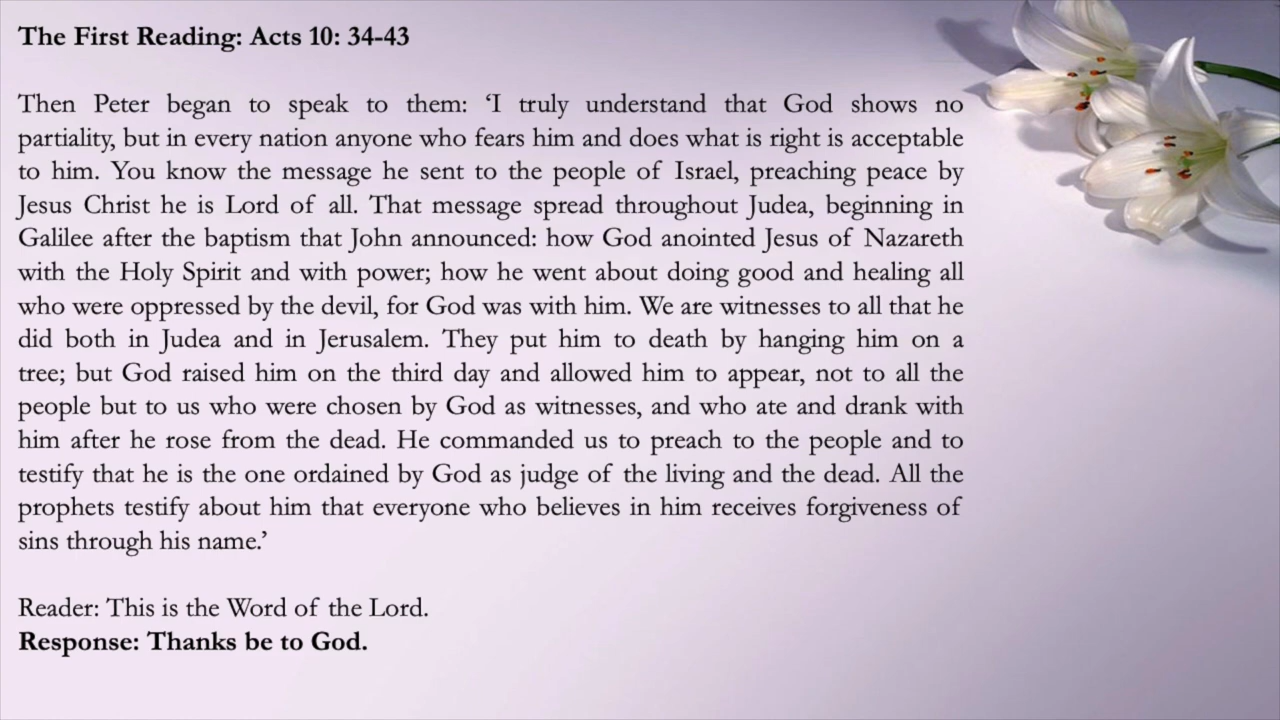 The First Reading: Acts 10: 34-43
Then Peter began to speak to them: ‘I truly understand that God shows no
partiality, but in every nation anyone who fears him and does what is right is acceptable
to him. You know the message he sent to the people of Israel, preaching peace by
Jesus Christ he is Lord of all. That message spread throughout Judea, beginning in
Galilee after the baptism that John announced: how God anointed Jesus of Nazareth
with the Holy Spirit and with power; how he went about doing good and healing all
who were oppressed by the devil, for God was with him. We are witnesses to all that he
did both in Judea and in Jerusalem. They put him to death by hanging him on a
tree; but God raised him on the third day and allowed him to appear, not to all the
people but to us who were chosen by God as witnesses, and who ate and drank with
him after he rose from the dead. He commanded us to preach to the people and to
testify that he is the one ordained by God as judge of the living and the dead. All the
prophets testify about him that everyone who believes in him receives forgiveness of
sins through his name.’
Reader: This is the Word of the Lord.
Response: Thanks be to God.